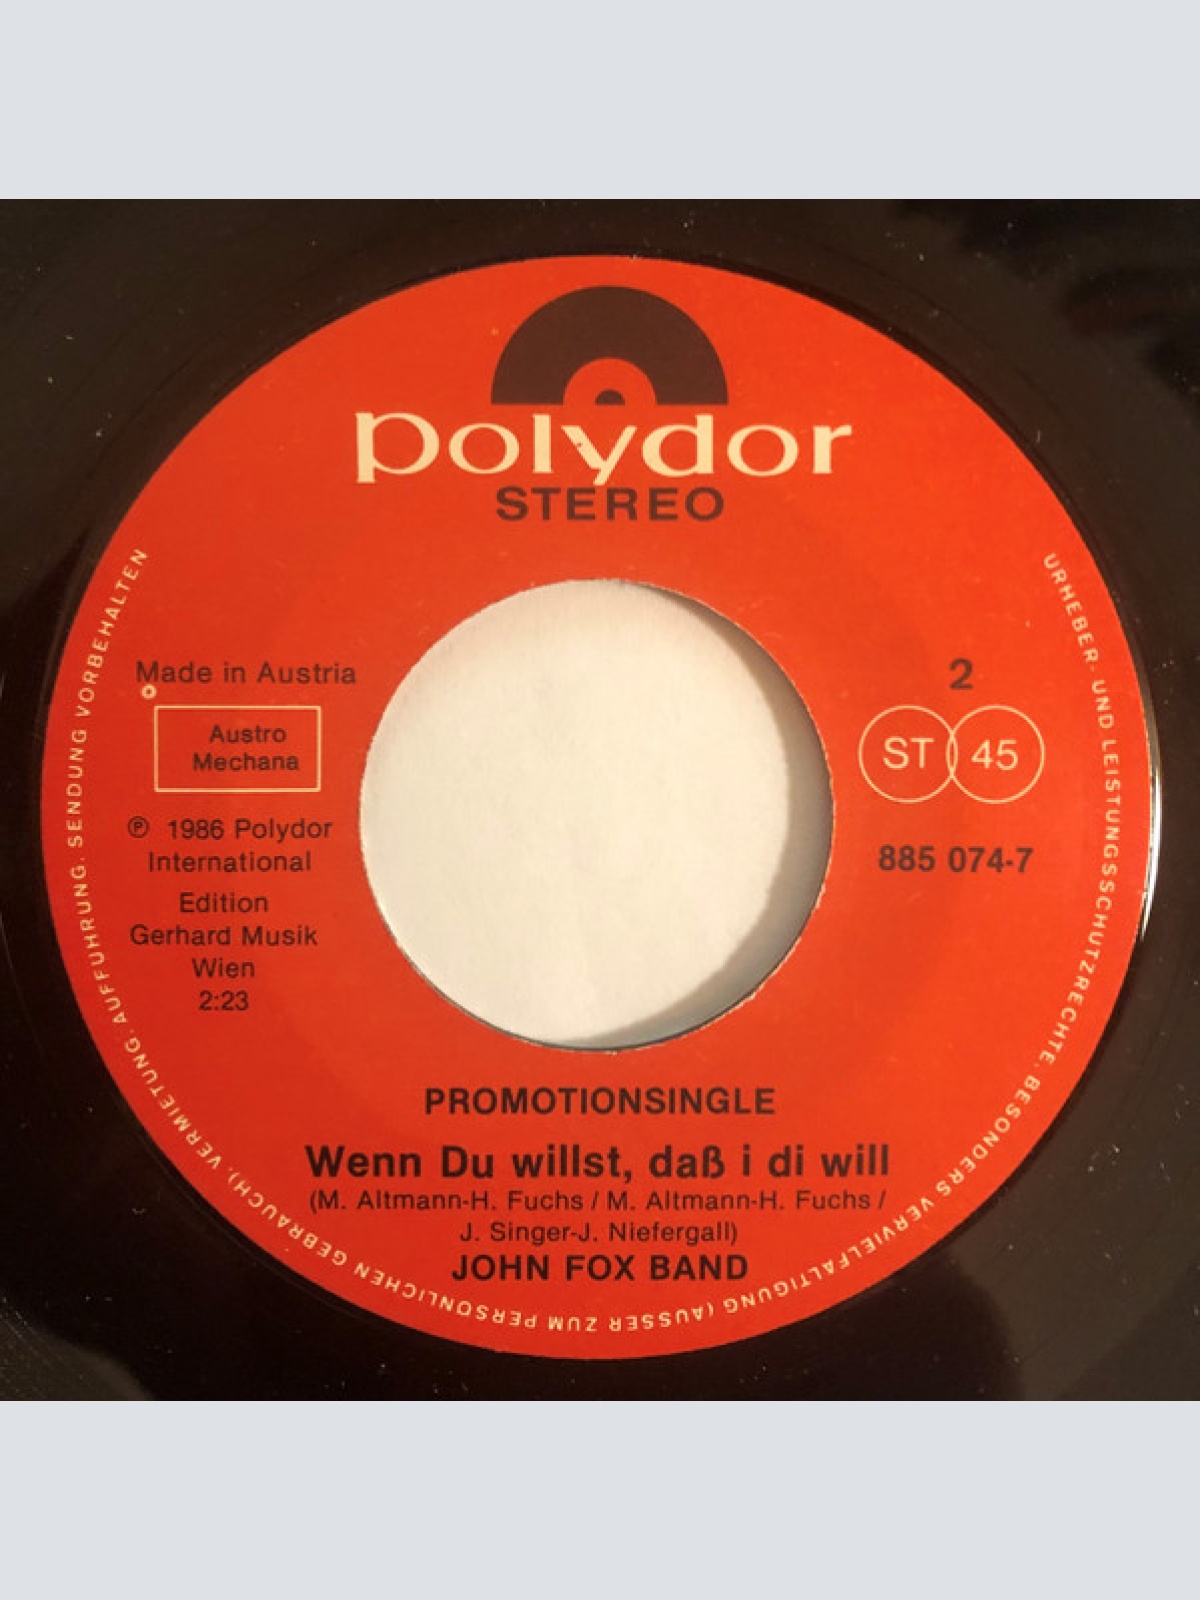 polydor
STEREO
Made in Austria
Austro
Mechana
℗ 1986 Polydor
International
Edition
Gerhard Musik
Wien
2:23
2
ST 45
885 074-7
PROMOTIONSINGLE
Wenn Du willst, daß i di will
(M. Altmann-H. Fuchs / M. Altmann-H. Fuchs /
J. Singer-J. Niefergall)
JOHN FOX BAND
URHEBER- UND LEISTUNGSSCHUTZRECHTE, BESONDERS VERVIELFÄLTIGUNG (AUSSER ZUM PERSÖNLICHEN GEBRAUCH), VERMIETUNG, AUFFÜHRUNG, SENDUNG VORBEHALTEN